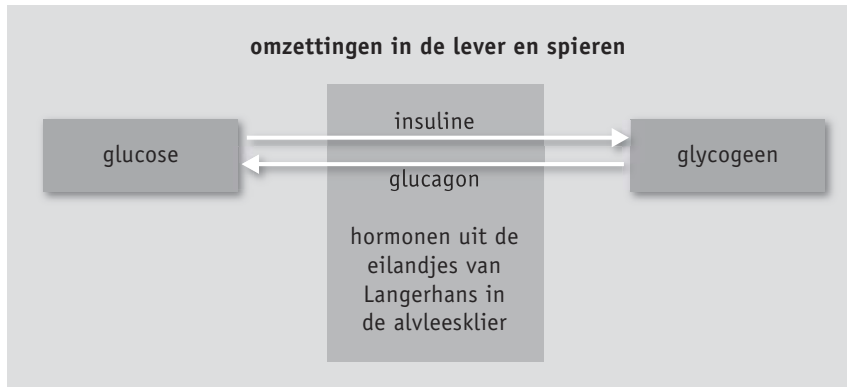 omzettingen in de lever en spieren
insuline
glucose
glycogeen
glucagon
hormonen uit de
eilandjes van
Langerhans in
de alvleesklier